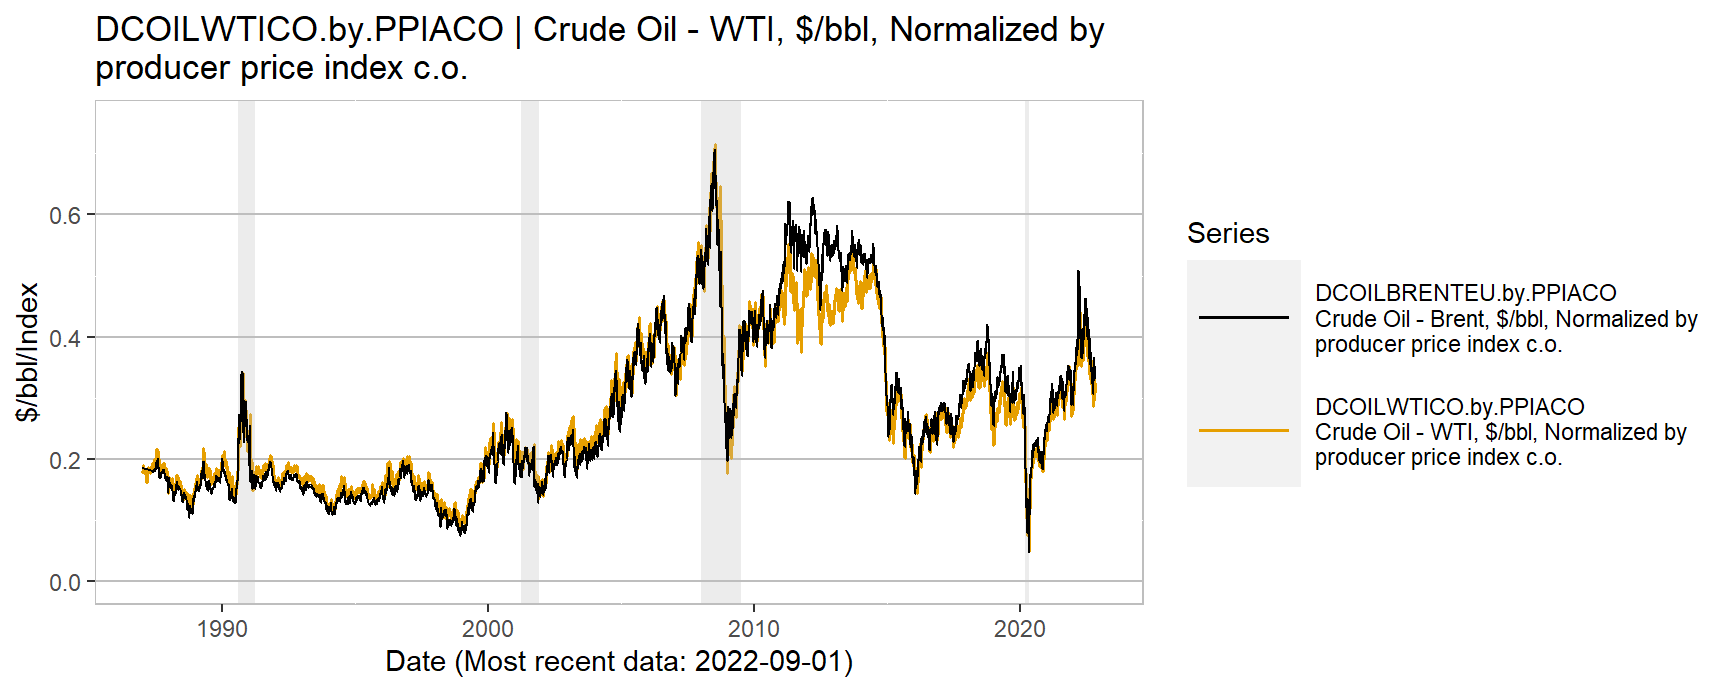 DCOILWTICO.by.PPIACO | Crude Oil - WTI, $/bbl, Normalized by
producer price index c.o.
$/bbl/Index
0.6
0.4
0.2
0.0
1990
2000
2010
2020
Date (Most recent data: 2022-09-01)
Series
DCOILBRENTEU.by.PPIACO
Crude Oil - Brent, $/bbl, Normalized by
producer price index c.o.
DCOILWTICO.by.PPIACO
Crude Oil - WTI, $/bbl, Normalized by
producer price index c.o.